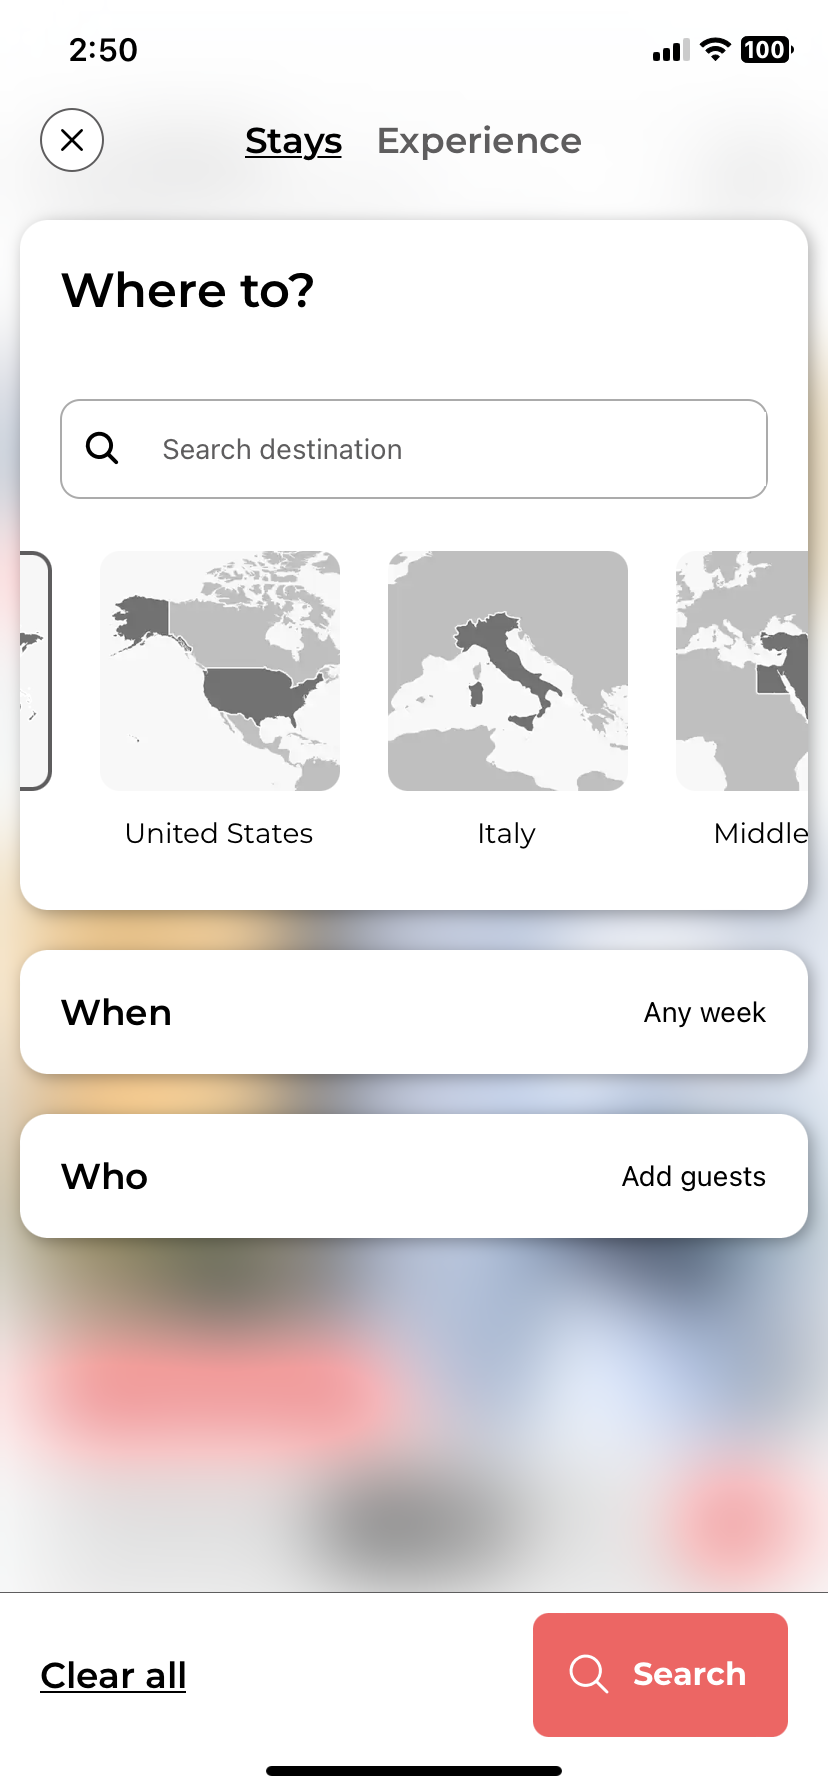 2:50
100
Stays Experience
Where to?
Search destination
United States Italy Middle
When Any week
Who Add guests
Clear all Search